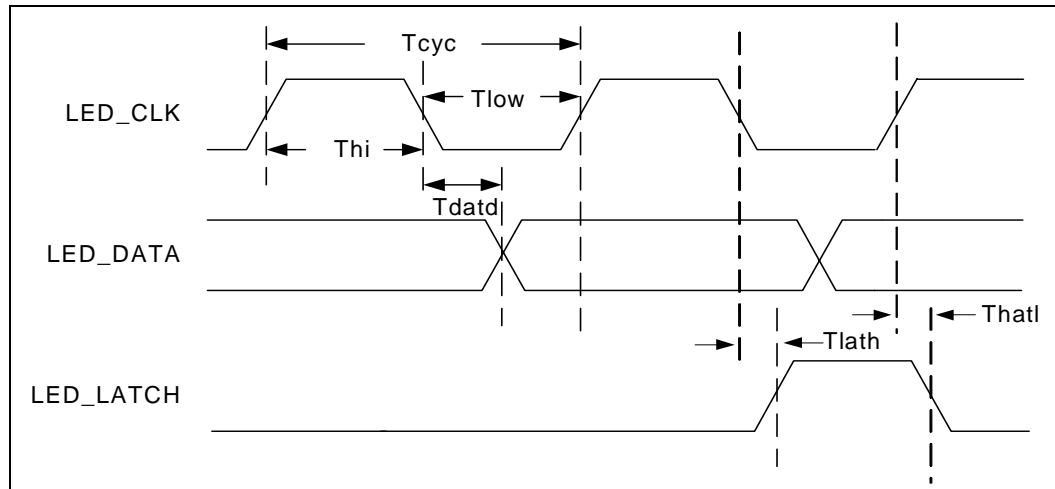 Tcyc
LED_CLK
Tlow
Thi
Tdatd
LED_DATA
Thatl
Tlath
LED_LATCH